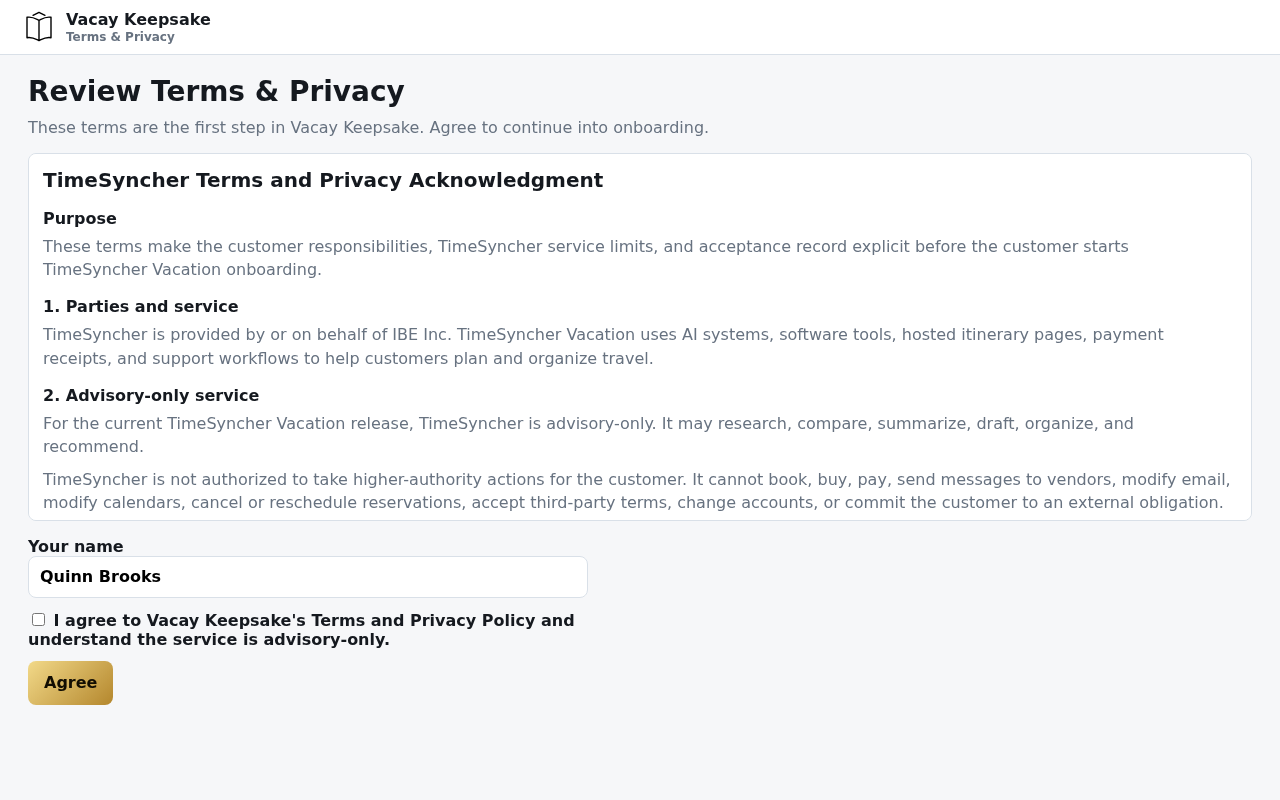 Vacay Keepsake
Terms & Privacy
Review Terms & Privacy
These terms are the first step in Vacay Keepsake. Agree to continue into onboarding.
TimeSyncher Terms and Privacy Acknowledgment
Purpose
These terms make the customer responsibilities, TimeSyncher service limits, and acceptance record explicit before the customer starts
TimeSyncher Vacation onboarding.
1. Parties and service
TimeSyncher is provided by or on behalf of IBE Inc. TimeSyncher Vacation uses AI systems, software tools, hosted itinerary pages, payment
receipts, and support workflows to help customers plan and organize travel.
2. Advisory-only service
For the current TimeSyncher Vacation release, TimeSyncher is advisory-only. It may research, compare, summarize, draft, organize, and
recommend.
TimeSyncher is not authorized to take higher-authority actions for the customer. It cannot book, buy, pay, send messages to vendors, modify email,
modify calendars, cancel or reschedule reservations, accept third-party terms, change accounts, or commit the customer to an external obligation.
Your name
Quinn Brooks
I agree to Vacay Keepsake's Terms and Privacy Policy and
understand the service is advisory-only.
Agree